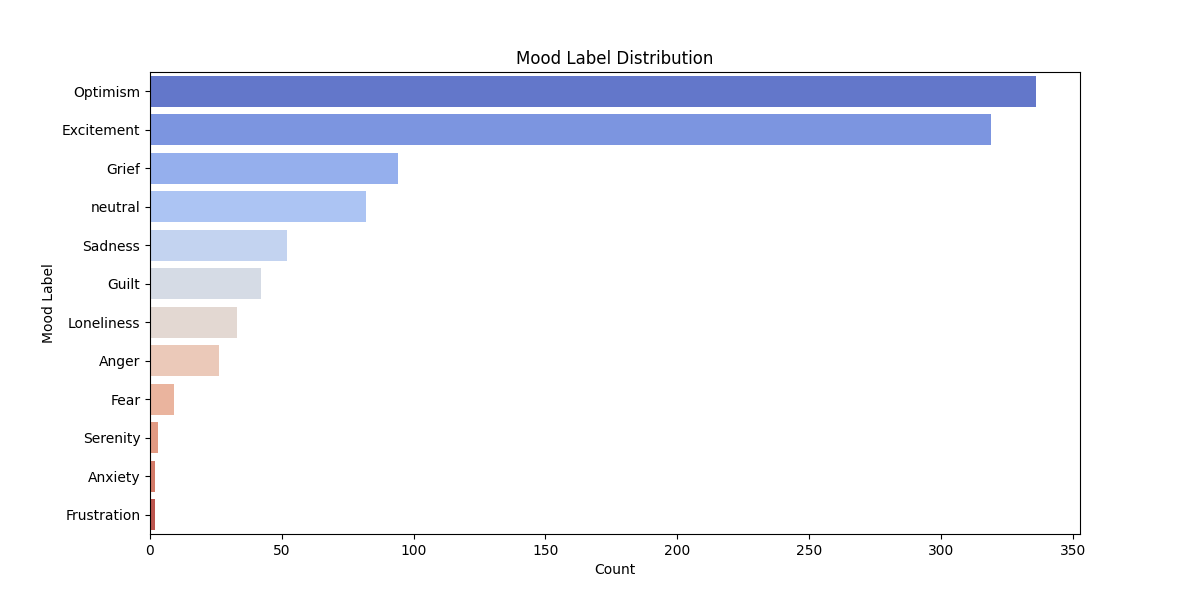 Mood Label Distribution
Mood Label
Optimism
Excitement
Grief
neutral
Sadness
Guilt
Loneliness
Anger
Fear
Serenity
Anxiety
Frustration
0 50 100 150 200 250 300 350
Count